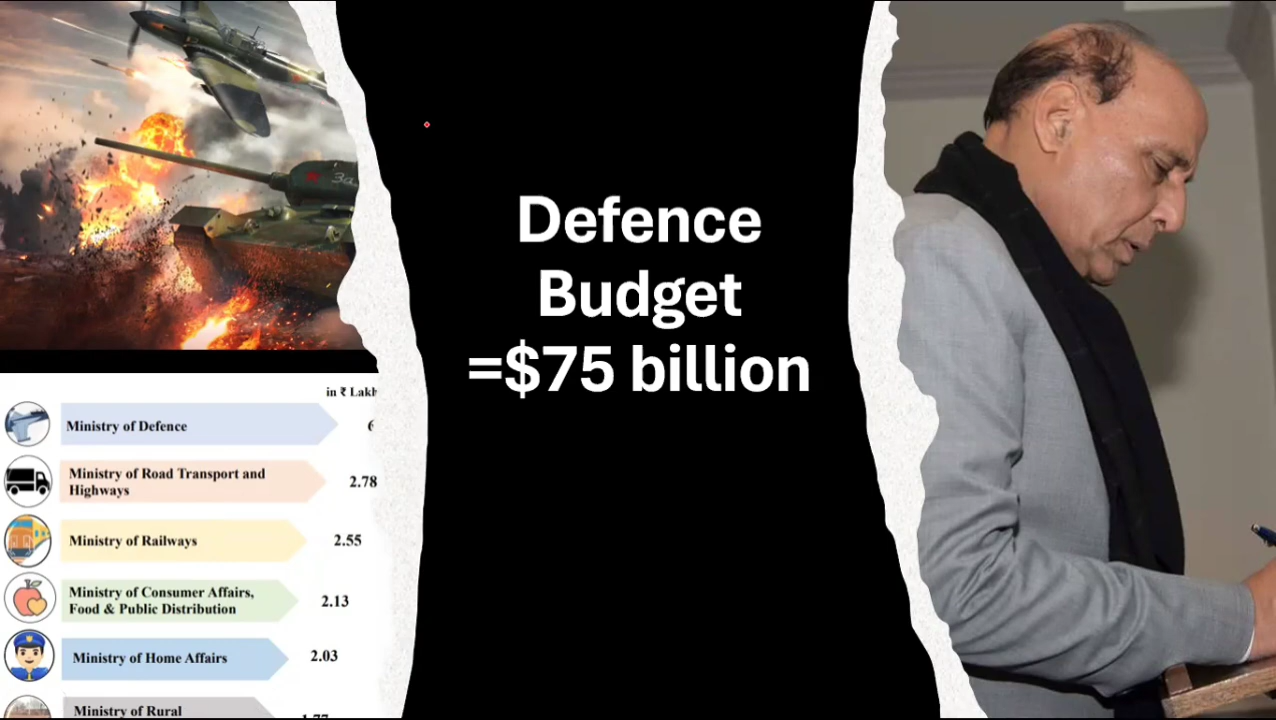 Defence
Budget
=$75 billion
in ₹ Lakh
Ministry of Defence
Ministry of Road Transport and
Highways
2.78
Ministry of Railways
2.55
Ministry of Consumer Affairs,
Food & Public Distribution
2.13
Ministry of Home Affairs
2.03
Ministry of Rural